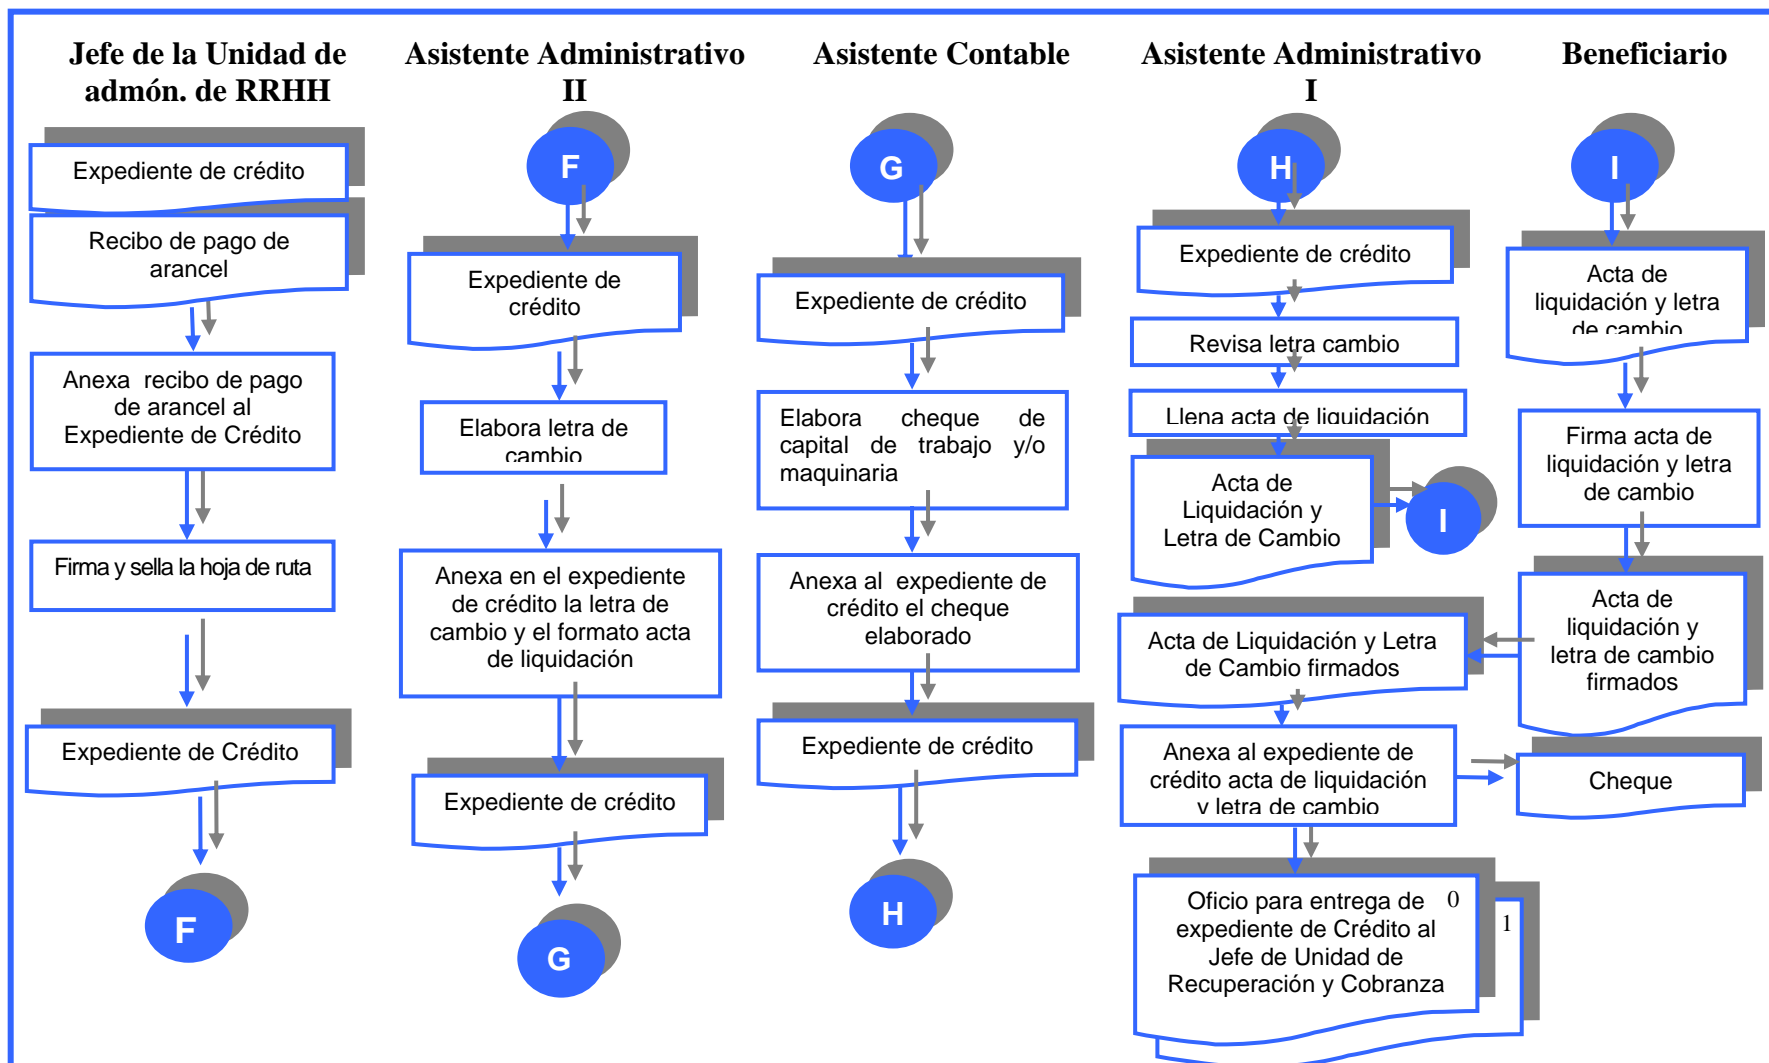 Jefe de la Unidad de
admón. de RRHH
Expediente de crédito
Recibo de pago de
arancel
Anexa recibo de pago
de arancel al
Expediente de Crédito
Firma y sella la hoja de ruta
Expediente de Crédito
F
Asistente Administrativo
II
F
Expediente de
crédito
Elabora letra de
cambio
Anexa en el expediente
de crédito la letra de
cambio y el formato acta
de liquidación
Expediente de crédito
G
Asistente Contable
G
Expediente de crédito
Elabora cheque de
capital de trabajo y/o
maquinaria
Anexa al expediente de
crédito el cheque
elaborado
Expediente de crédito
H
Asistente Administrativo
I
H
Expediente de crédito
Revisa letra cambio
Llena acta de liquidación
Acta de
Liquidación y
Letra de Cambio
I
Acta de Liquidación y Letra
de Cambio firmados
Anexa al expediente de
crédito acta de liquidación
y letra de cambio
Oficio para entrega de
expediente de Crédito al
Jefe de Unidad de
Recuperación y Cobranza
0
1
Beneficiario
I
Acta de
liquidación y letra
de cambio
Firma acta de
liquidación y letra
de cambio
Acta de
liquidación y
letra de cambio
firmados
Cheque